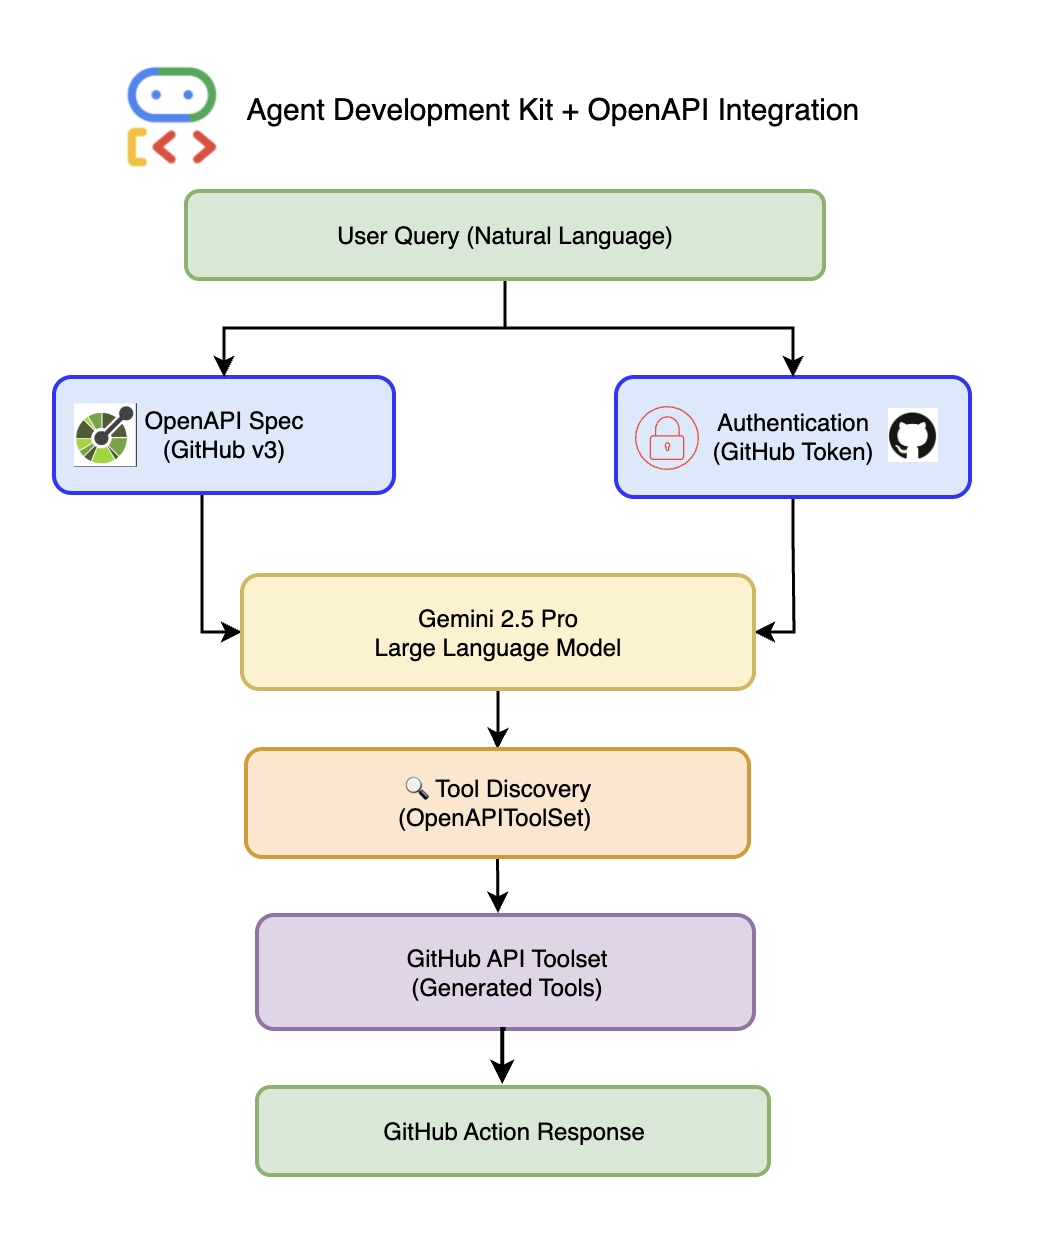 Agent Development Kit + OpenAPI Integration
User Query (Natural Language)
OpenAPI Spec
(GitHub v3)
Authentication
(GitHub Token)
Gemini 2.5 Pro
Large Language Model
🔍 Tool Discovery
(OpenAPIToolSet)
GitHub API Toolset
(Generated Tools)
GitHub Action Response